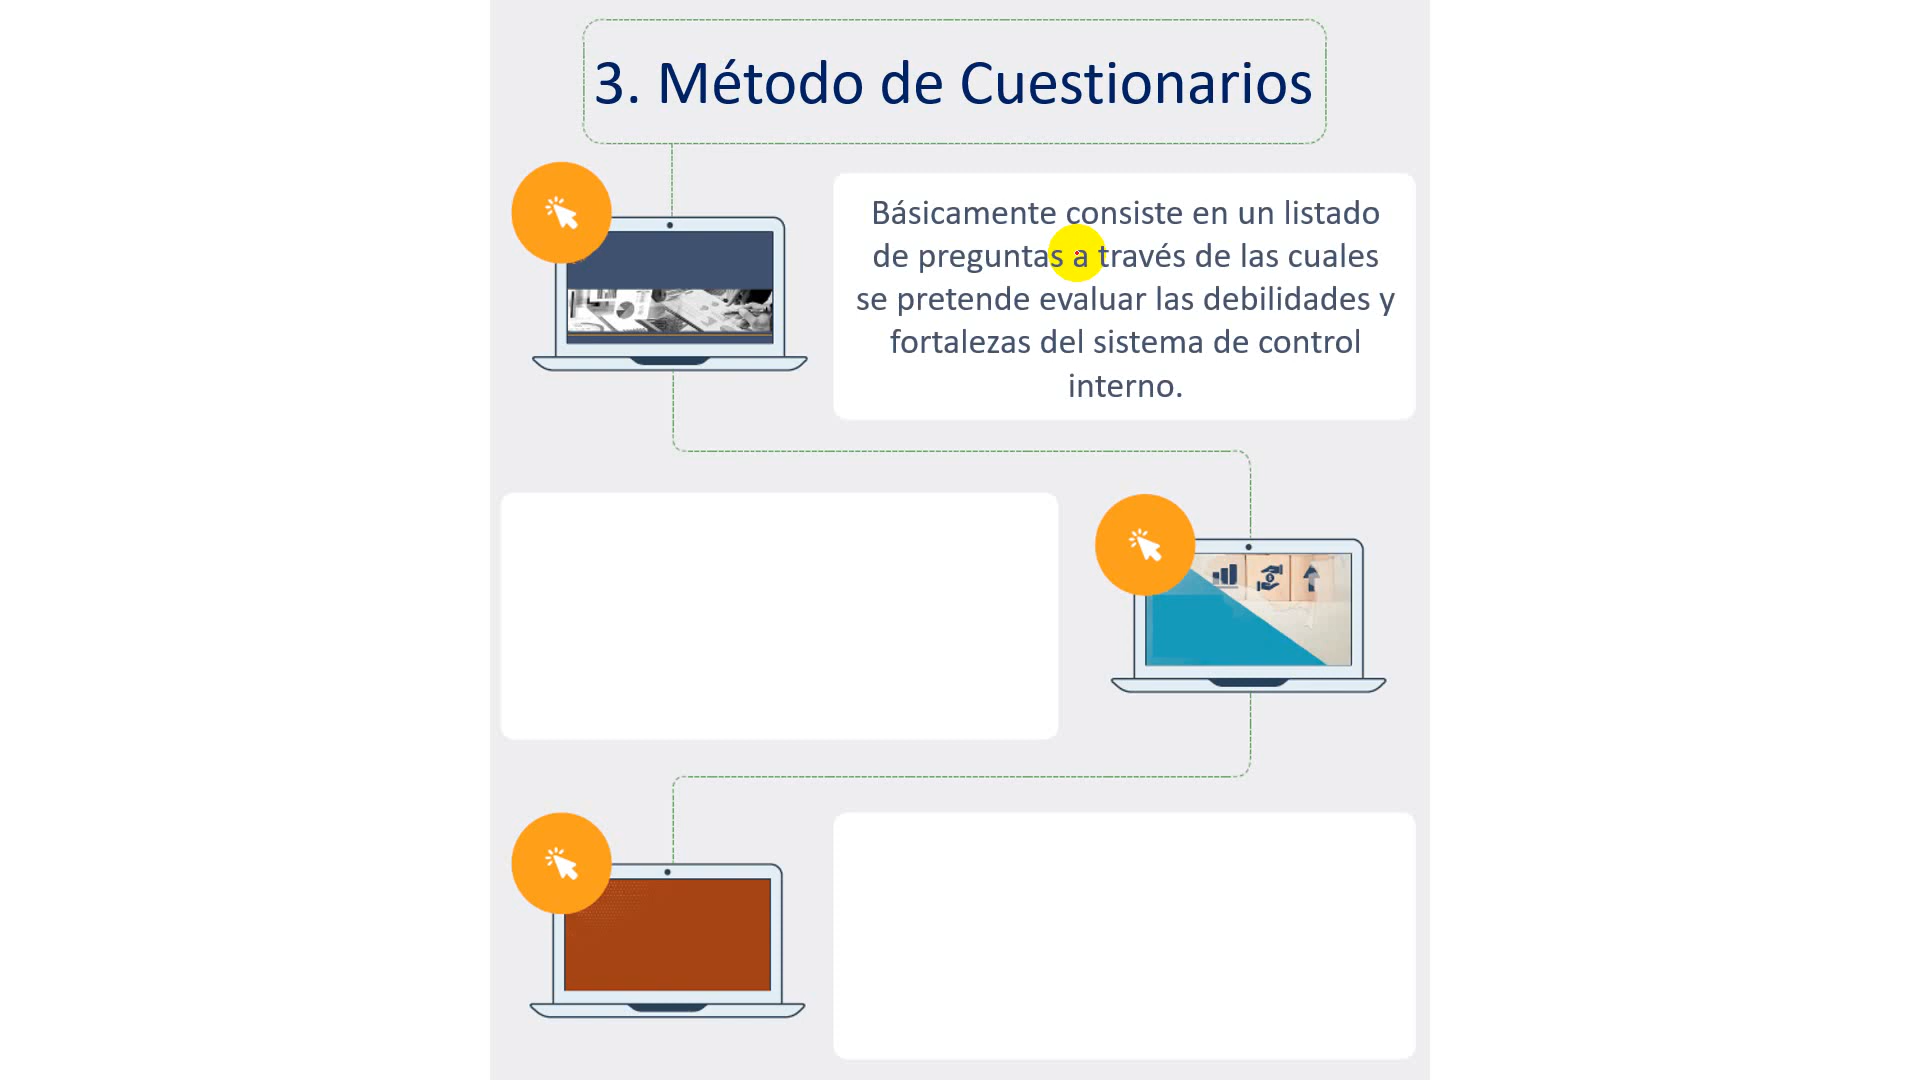 3. Método de Cuestionarios
Básicamente consiste en un listado
de preguntas a través de las cuales
se pretende evaluar las debilidades y
fortalezas del sistema de control
interno.